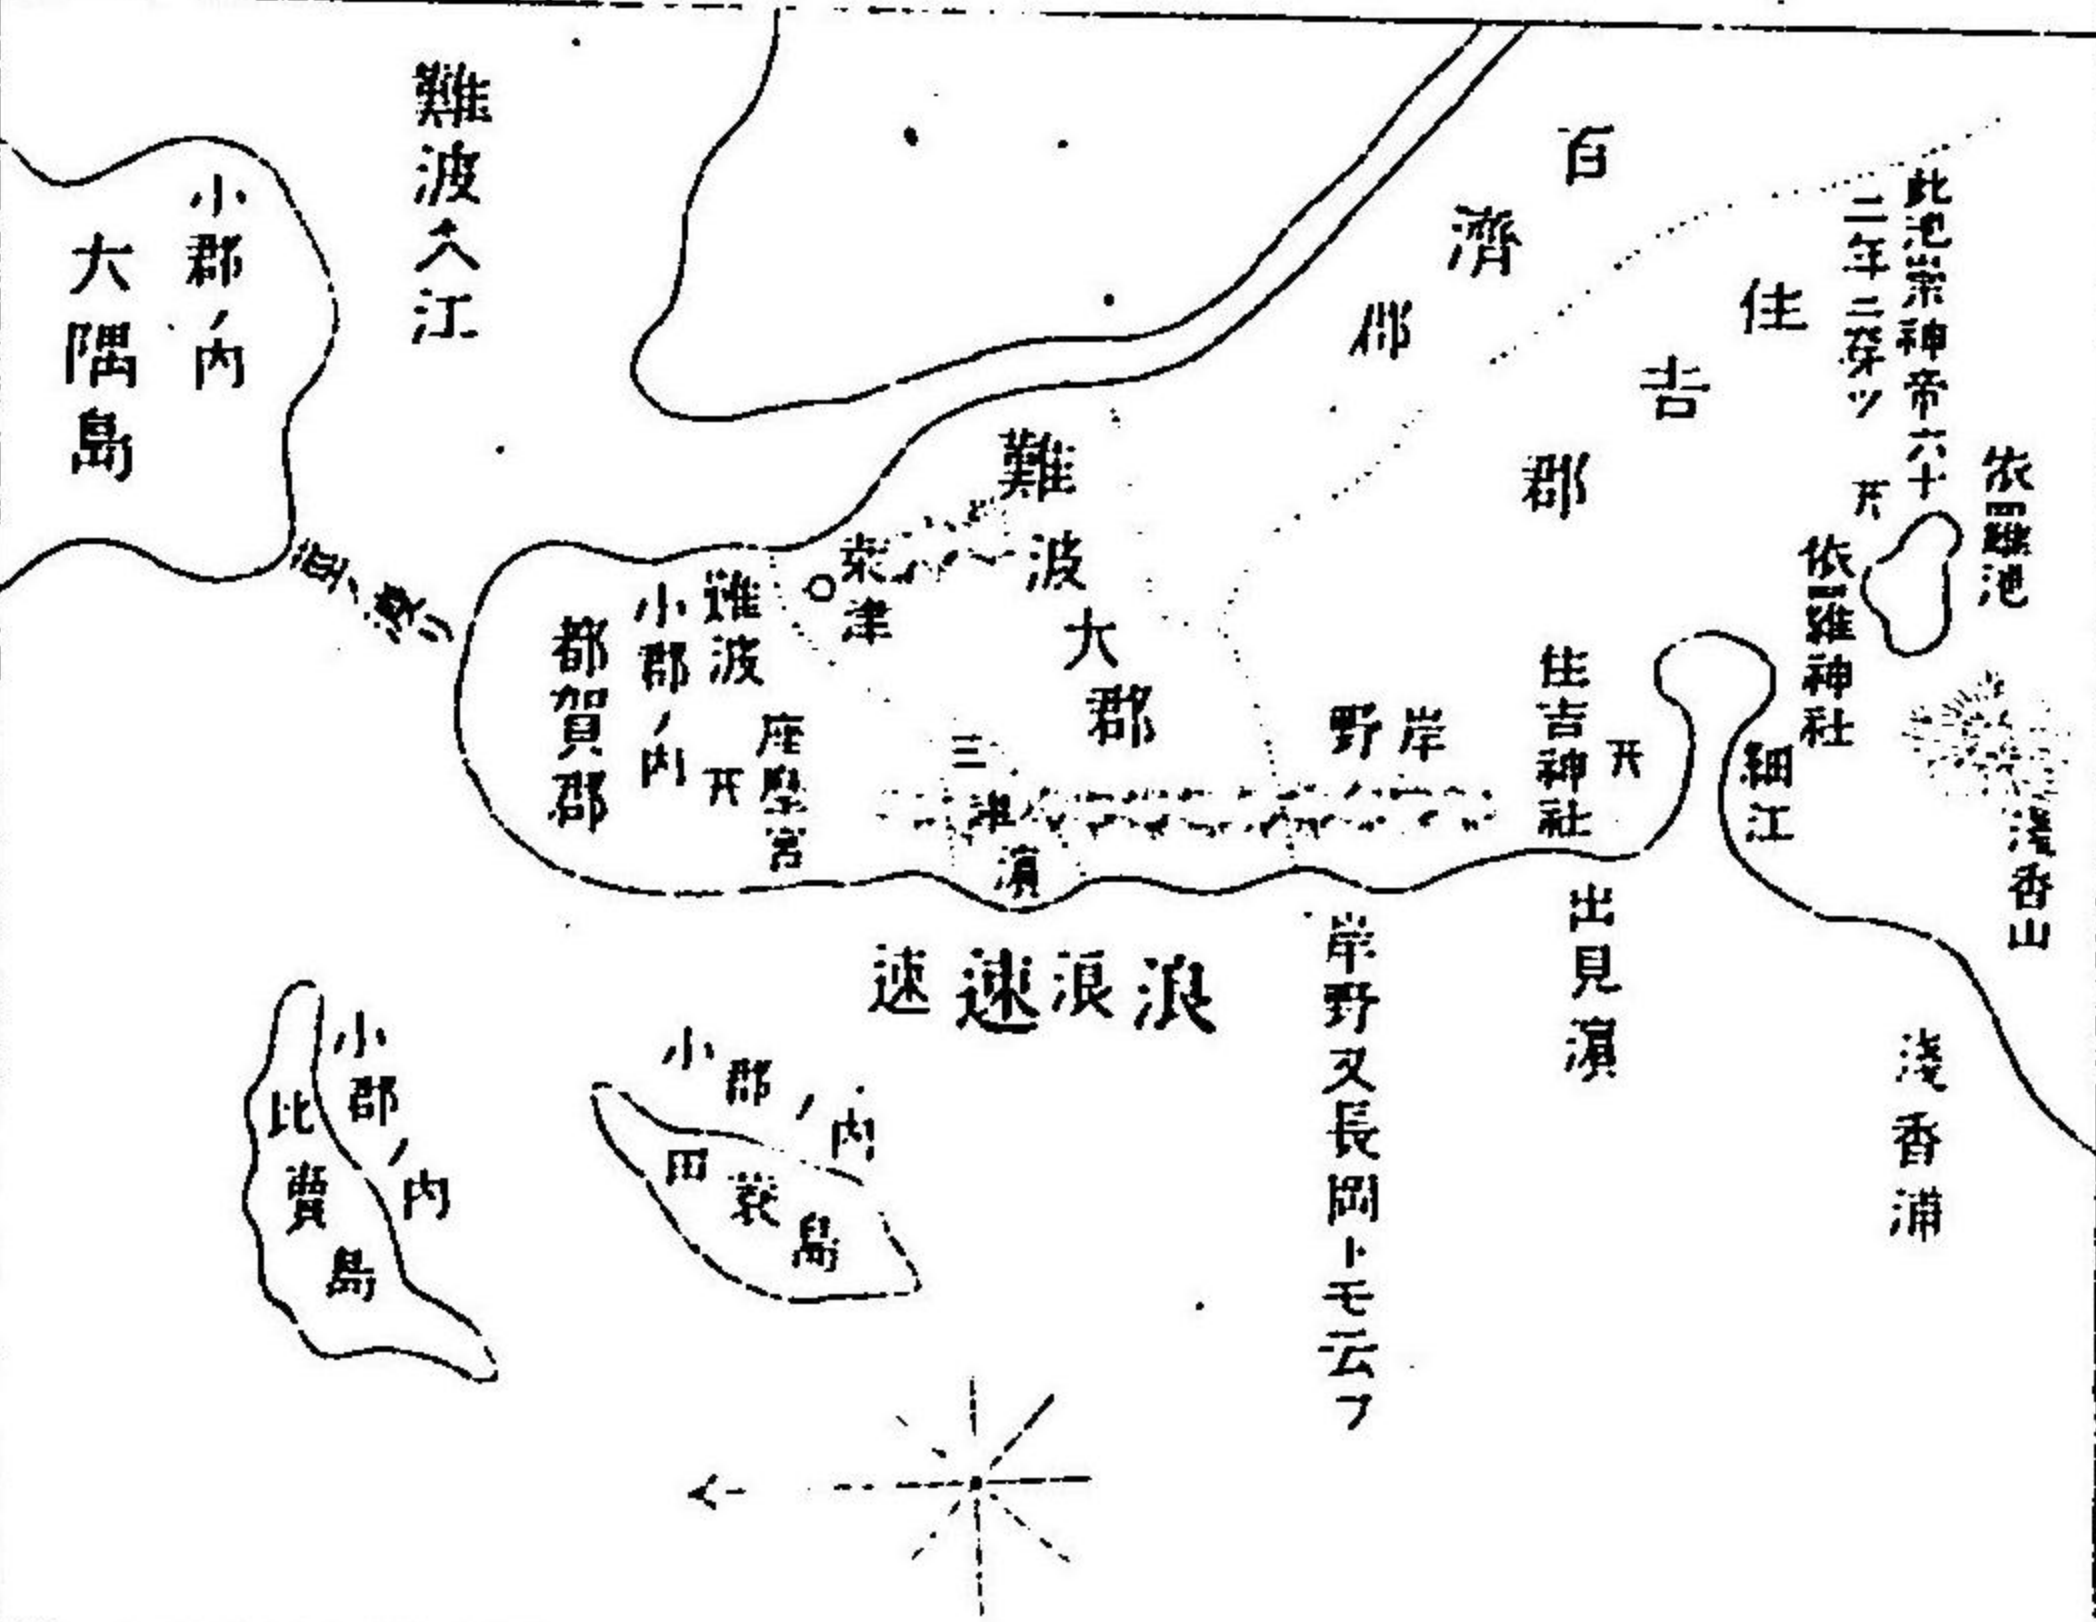 百濟郡
此池崇神帝六十
二年ニ穿ツ
住吉郡
依羅池
依羅神社
淺香山
細江
住吉神社
岸野
難波大郡
難波入江
小郡ノ内
大隅島
渡リ
三津濱
座摩宮
難波
小郡ノ内
都賀郡
浪速
浪速
出見濱
岸野又長岡トモ云フ
淺香浦
小郡ノ内
田蓑島
小郡ノ内
比賣島